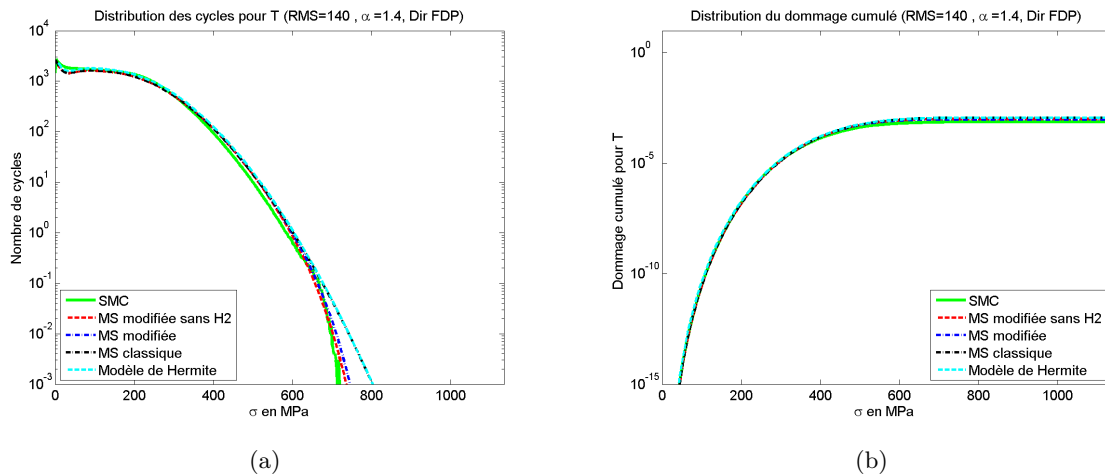 Distribution des cycles pour T (RMS=140 , α =1.4, Dir FDP)
10^4
10^3
10^2
10^1
10^0
10^-1
10^-2
10^-3
Nombre de cycles
SMC
MS modifiée sans H2
MS modifiée
MS classique
Modèle de Hermite
0 200 400 600 800 1000
σ en MPa
(a)
Distribution du dommage cumulé (RMS=140 , α =1.4, Dir FDP)
10^0
10^-5
10^-10
10^-15
Dommage cumulé pour T
SMC
MS modifiée sans H2
MS modifiée
MS classique
Modèle de Hermite
0 200 400 600 800 1000
σ en MPa
(b)